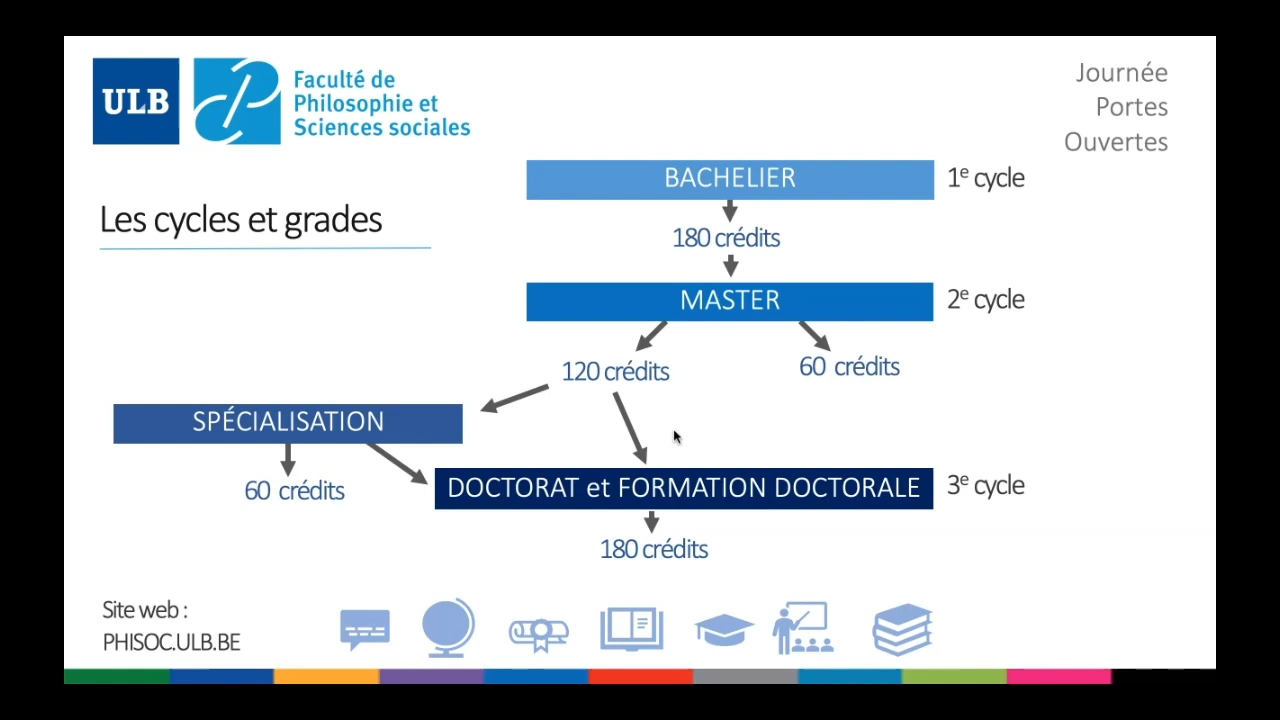 ULB
Faculté de
Philosophie et
Sciences sociales
Journée
Portes
Ouvertes
Les cycles et grades
BACHELIER
1e cycle
180 crédits
MASTER
2e cycle
120 crédits
60 crédits
SPÉCIALISATION
60 crédits
DOCTORAT et FORMATION DOCTORALE
3e cycle
180 crédits
Site web :
PHISOC.ULB.BE